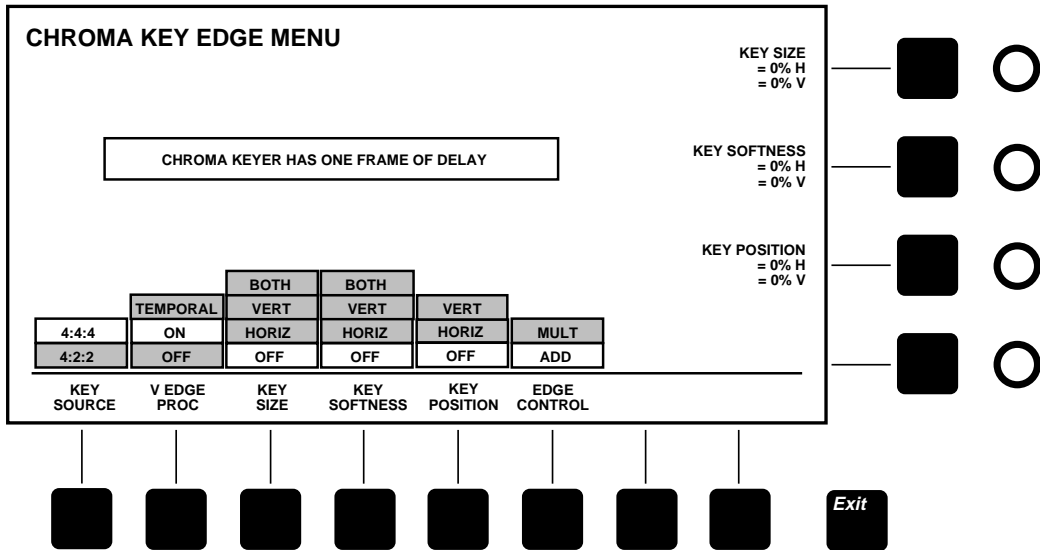 CHROMA KEY EDGE MENU
KEY SIZE
= 0% H
= 0% V
CHROMA KEYER HAS ONE FRAME OF DELAY
KEY SOFTNESS
= 0% H
= 0% V
KEY POSITION
= 0% H
= 0% V
BOTH BOTH
TEMPORAL VERT VERT VERT
4:4:4 ON HORIZ HORIZ HORIZ MULT
4:2:2 OFF OFF OFF OFF ADD
KEY V EDGE KEY KEY KEY EDGE
SOURCE PROC SIZE SOFTNESS POSITION CONTROL
Exit